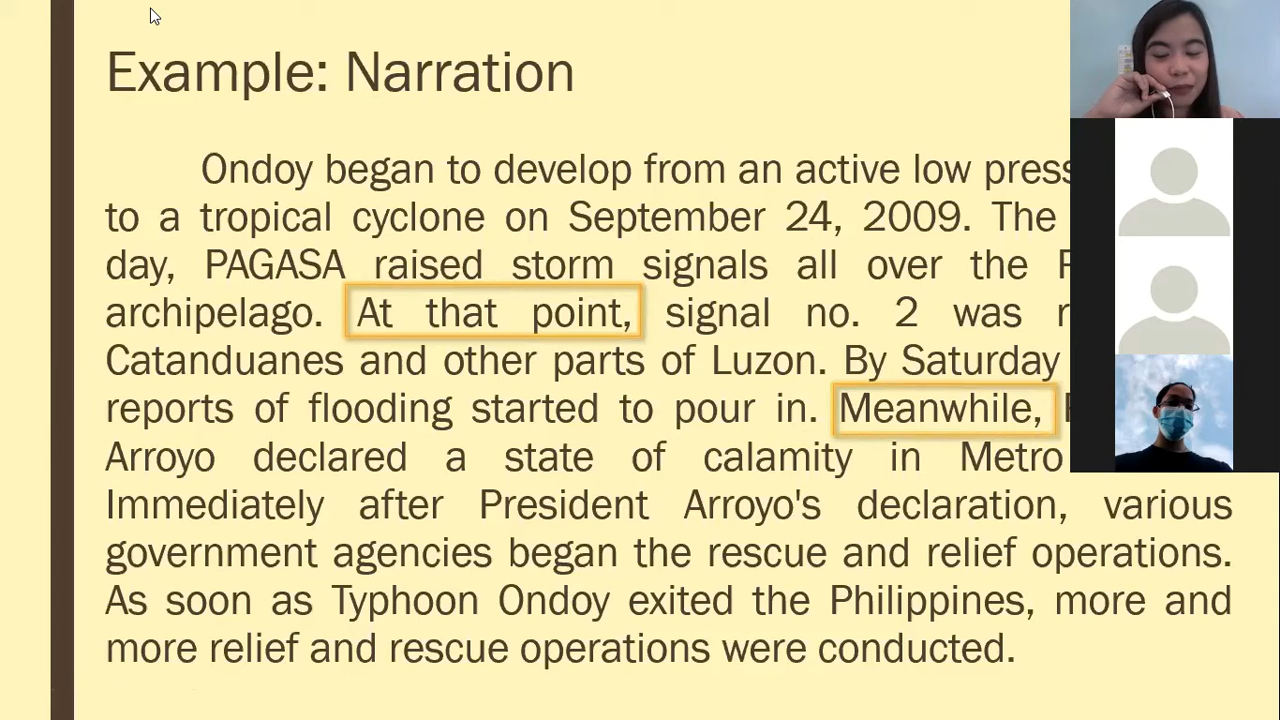 Example: Narration
Ondoy began to develop from an active low
to a tropical cyclone on September 24, 2009. The
day, PAGASA raised storm signals all over the
archipelago. At that point, signal no. 2 was
Catanduanes and other parts of Luzon. By Saturday
reports of flooding started to pour in. Meanwhile,
Arroyo declared a state of calamity in Metro
Immediately after President Arroyo's declaration, various
government agencies began the rescue and relief operations.
As soon as Typhoon Ondoy exited the Philippines, more and
more relief and rescue operations were conducted.